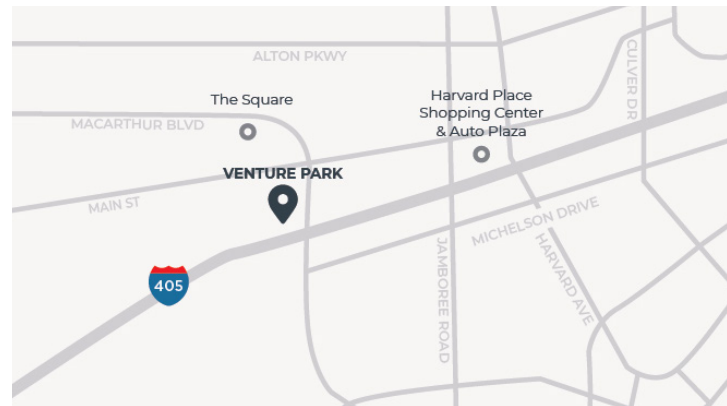 ALTON PKWY
CULVER DR
The Square
Harvard Place
Shopping Center
& Auto Plaza
MACARTHUR BLVD
VENTURE PARK
MAIN ST
MICHELSON DRIVE
JAMBOREE ROAD
HARVARD AVE
405